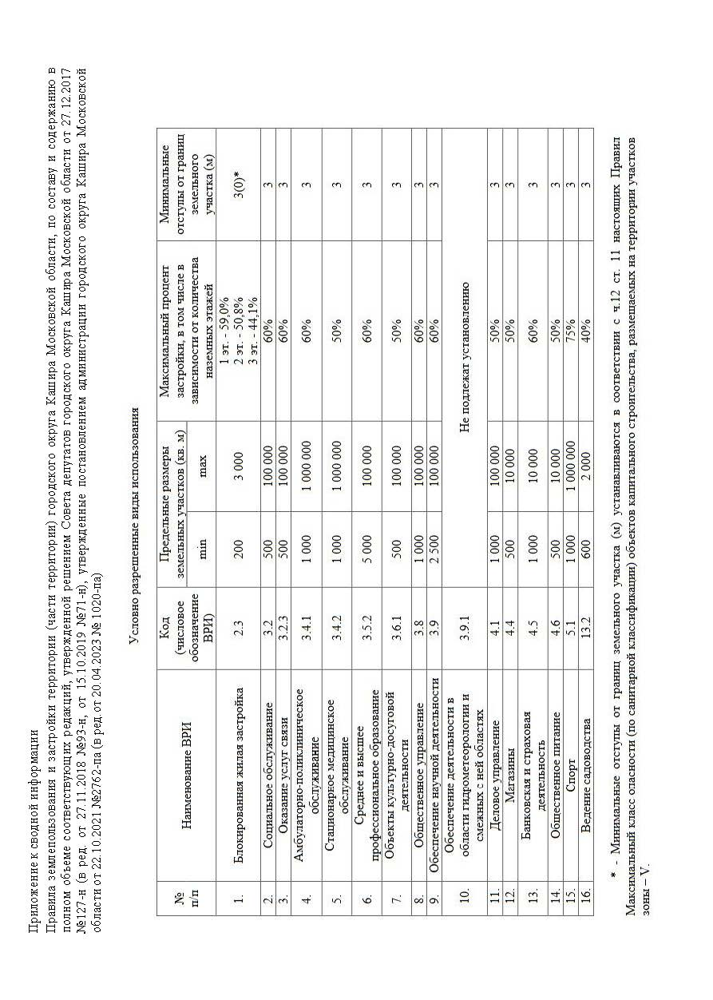 Приложение к сводной информации
Правила землепользования и застройки территории (части территории) городского округа Кашира Московской области, по составу и содержанию в
полном объеме соответствующих редакций, утвержденной решением Совета депутатов городского округа Кашира Московской области от 27.12.2017
№127-н (в ред. от 27.11.2018 №93-н, от 15.10.2019 №71-н), утвержденные постановлением администрации городского округа Кашира Московской
области от 22.10.2021 №2762-па (в ред.от 20.04.2023 № 1020-па)
Условно разрешенные виды использования
№ п/п Наименование ВРИ Код (числовое обозначение ВРИ) Предельные размеры земельных участков (кв. м) min max Максимальный процент застройки, в том числе в зависимости от количества наземных этажей Минимальные отступы от границ земельного участка (м)
1. Блокированная жилая застройка 2.3 200 3 000 1 эт. - 59,0% 2 эт. - 50,8% 3 эт. - 44,1% 3(0)*
2. Социальное обслуживание 3.2 500 100 000 60% 3
3. Оказание услуг связи 3.2.3 500 100 000 60% 3
4. Амбулаторно-поликлиническое обслуживание 3.4.1 1 000 1 000 000 60% 3
5. Стационарное медицинское обслуживание 3.4.2 1 000 1 000 000 50% 3
6. Среднее и высшее профессиональное образование 3.5.2 5 000 100 000 60% 3
7. Объекты культурно-досуговой деятельности 3.6.1 500 100 000 50% 3
8. Общественное управление 3.8 1 000 100 000 60% 3
9. Обеспечение научной деятельности 3.9 2 500 100 000 60% 3
10. Обеспечение деятельности в области гидрометеорологии и смежных с ней областях 3.9.1 Не подлежат установлению
11. Деловое управление 4.1 1 000 100 000 50% 3
12. Магазины 4.4 500 10 000 50% 3
13. Банковская и страховая деятельность 4.5 1 000 10 000 60% 3
14. Общественное питание 4.6 500 10 000 50% 3
15. Спорт 5.1 1 000 1 000 000 75% 3
16. Ведение садоводства 13.2 600 2 000 40% 3
* - Минимальные отступы от границ земельного участка (м) устанавливаются в соответствии с ч.12 ст. 11 настоящих Правил
Максимальный класс опасности (по санитарной классификации) объектов капитального строительства, размещаемых на территории участков
зоны – V.